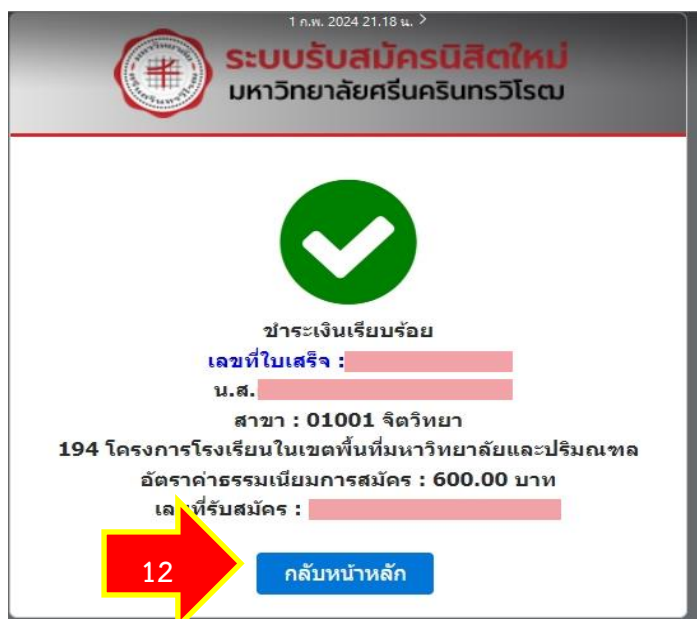 1 ก.พ. 2024 21.18 น. >
ระบบรับสมัครนิสิตใหม่
มหาวิทยาลัยศรีนครินทรวิโรฒ
ชำระเงินเรียบร้อย
เลขที่ใบเสร็จ :
น.ส.
สาขา : 01001 จิตวิทยา
194 โครงการโรงเรียนในเขตพื้นที่มหาวิทยาลัยและปริมณฑล
อัตราค่าธรรมเนียมการสมัคร : 600.00 บาท
เลขที่รับสมัคร :
12
กลับหน้าหลัก